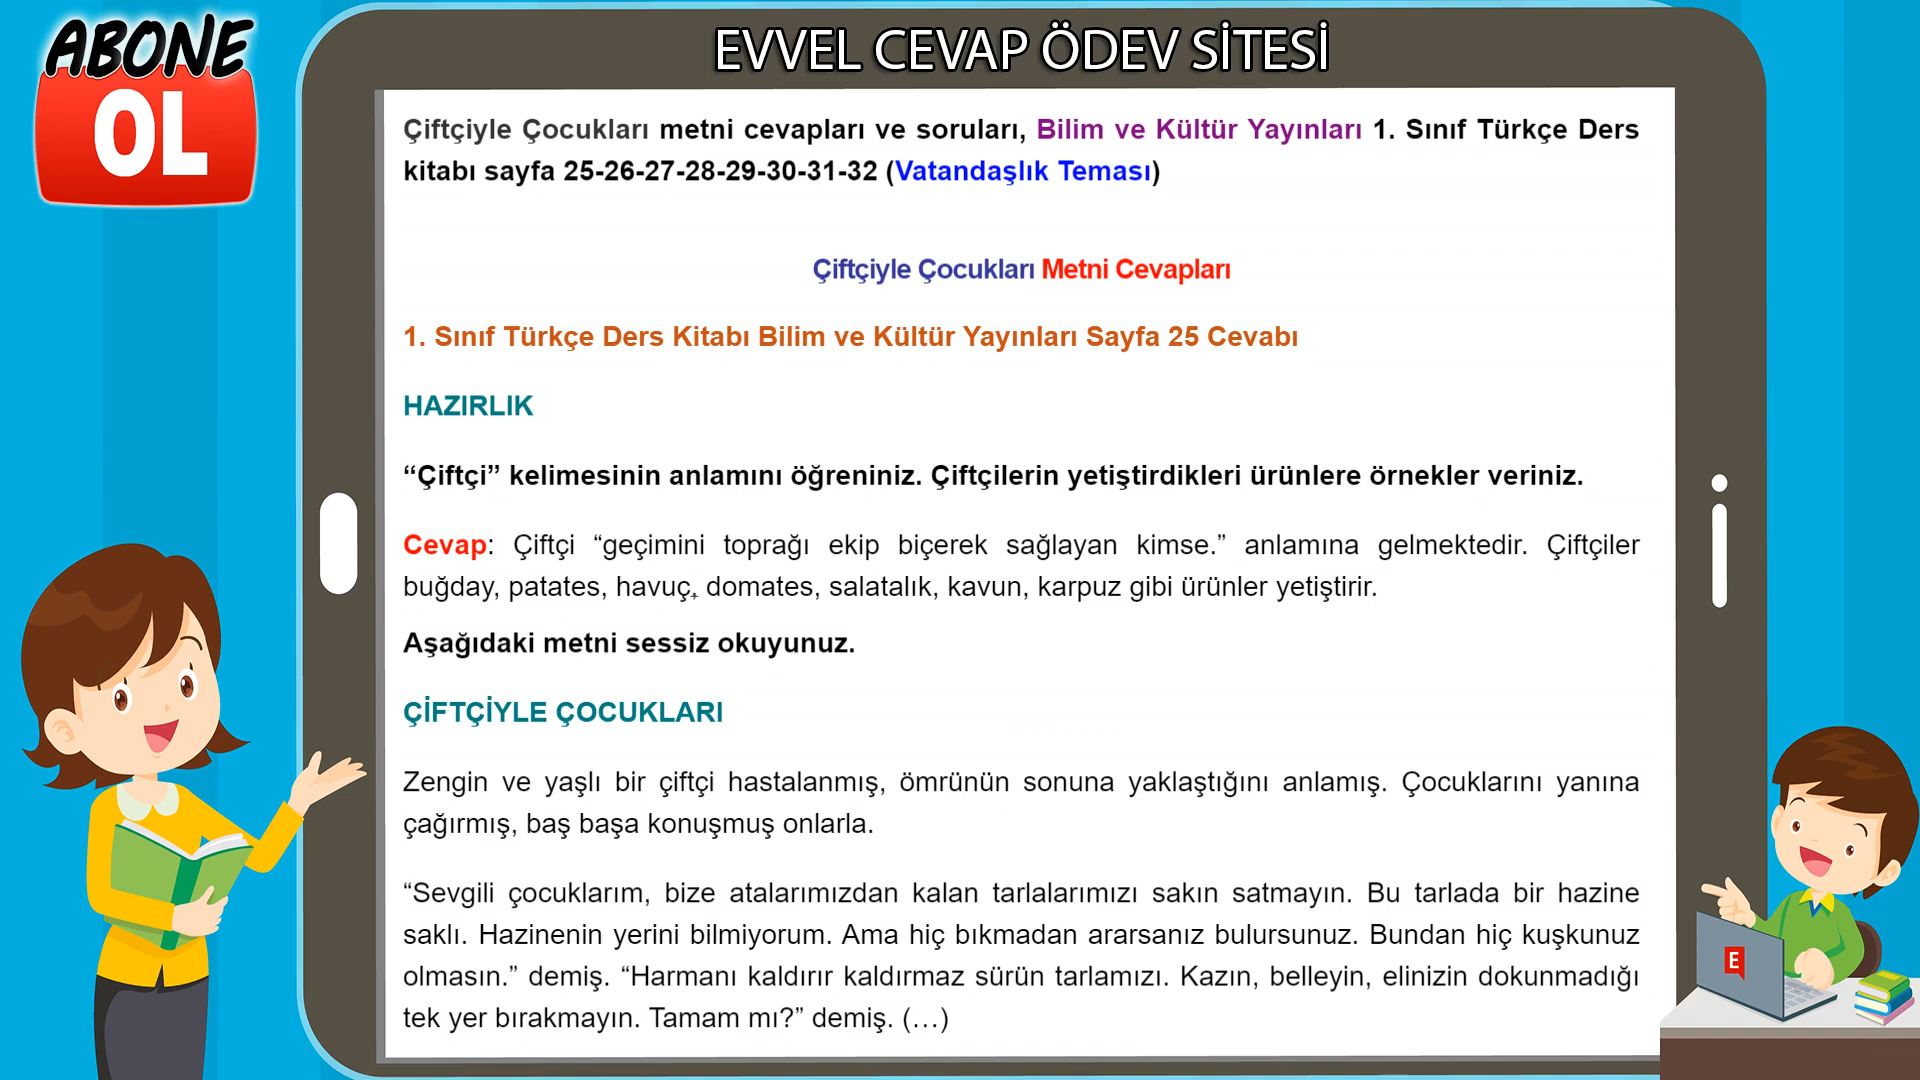 ABONE
OL
EVVEL CEVAP ÖDEV SİTESİ
Çiftçiyle Çocukları metni cevapları ve soruları, Bilim ve Kültür Yayınları 1. Sınıf Türkçe Ders
kitabı sayfa 25-26-27-28-29-30-31-32 (Vatandaşlık Teması)
Çiftçiyle Çocukları Metni Cevapları
1. Sınıf Türkçe Ders Kitabı Bilim ve Kültür Yayınları Sayfa 25 Cevabı
HAZIRLIK
“Çiftçi” kelimesinin anlamını öğreniniz. Çiftçilerin yetiştirdikleri ürünlere örnekler veriniz.
Cevap: Çiftçi “geçimini toprağı ekip biçerek sağlayan kimse.” anlamına gelmektedir. Çiftçiler
buğday, patates, havuç, domates, salatalık, kavun, karpuz gibi ürünler yetiştirir.
Aşağıdaki metni sessiz okuyunuz.
ÇİFTÇİYLE ÇOCUKLARI
Zengin ve yaşlı bir çiftçi hastalanmış, ömrünün sonuna yaklaştığını anlamış. Çocuklarını yanına
çağırmış, baş başa konuşmuş onlarla.
“Sevgili çocuklarım, bize atalarımızdan kalan tarlalarımızı sakın satmayın. Bu tarlada bir hazine
saklı. Hazinenin yerini bilmiyorum. Ama hiç bıkmadan ararsanız bulursunuz. Bundan hiç kuşkunuz
olmasın.” demiş. “Harmanı kaldırır kaldırmaz sürün tarlamızı. Kazın, belleyin, elinizin dokunmadığı
tek yer bırakmayın. Tamam mı?” demiş. (…)
E